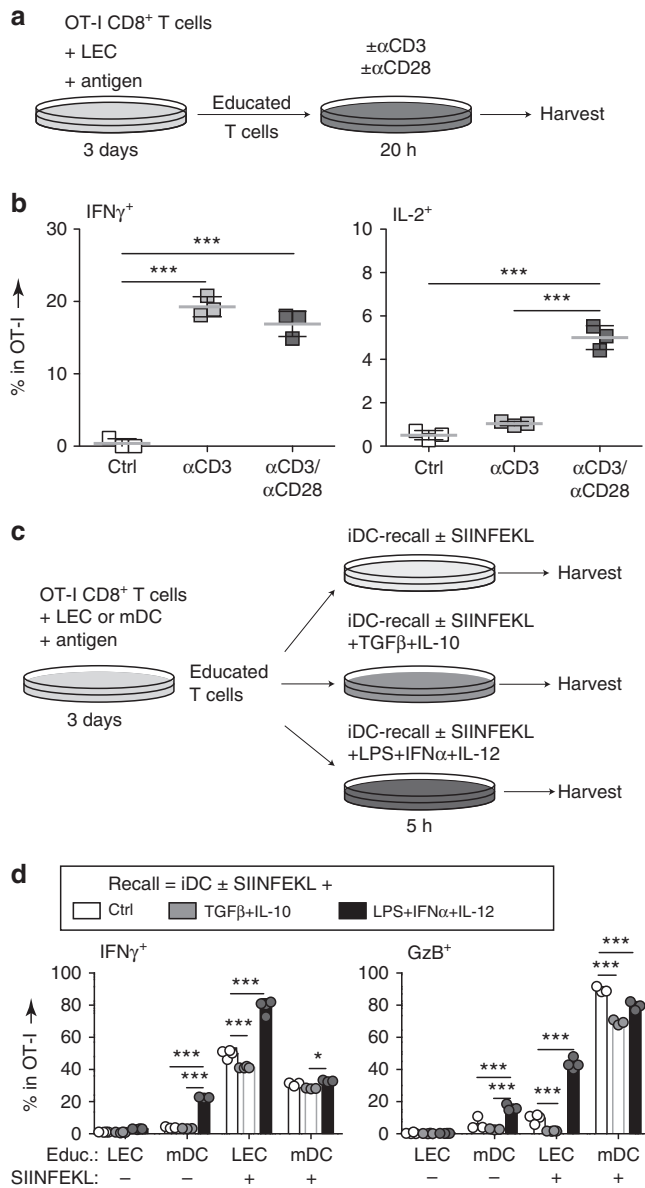 a
OT-I CD8+ T cells
+ LEC
+ antigen
3 days
Educated
T cells
±αCD3
±αCD28
20 h
Harvest
b
IFNγ+
% in OT-I
30
20
10
0
***
***
Ctrl
αCD3
αCD3/
αCD28
IL-2+
10
8
6
4
2
0
***
***
Ctrl
αCD3
αCD3/
αCD28
c
OT-I CD8+ T cells
+ LEC or mDC
+ antigen
3 days
Educated
T cells
iDC-recall ± SIINFEKL
Harvest
iDC-recall ± SIINFEKL
+TGFβ+IL-10
Harvest
iDC-recall ± SIINFEKL
+LPS+IFNα+IL-12
Harvest
5 h
d
Recall = iDC ± SIINFEKL +
Ctrl TGFβ+IL-10 LPS+IFNα+IL-12
IFNγ+
% in OT-I
100
80
60
40
20
0
***
***
***
***
*
GzB+
100
80
60
40
20
0
***
***
***
***
***
***
Educ.: LEC mDC LEC mDC LEC mDC LEC mDC
SIINFEKL: – – + + – – + +